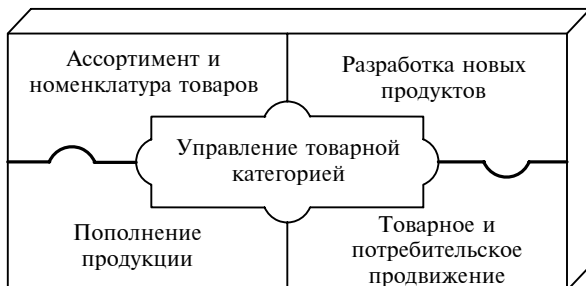 Ассортимент и
номенклатура товаров
Разработка новых
продуктов
Управление товарной
категорией
Пополнение
продукции
Товарное и
потребительское
продвижение